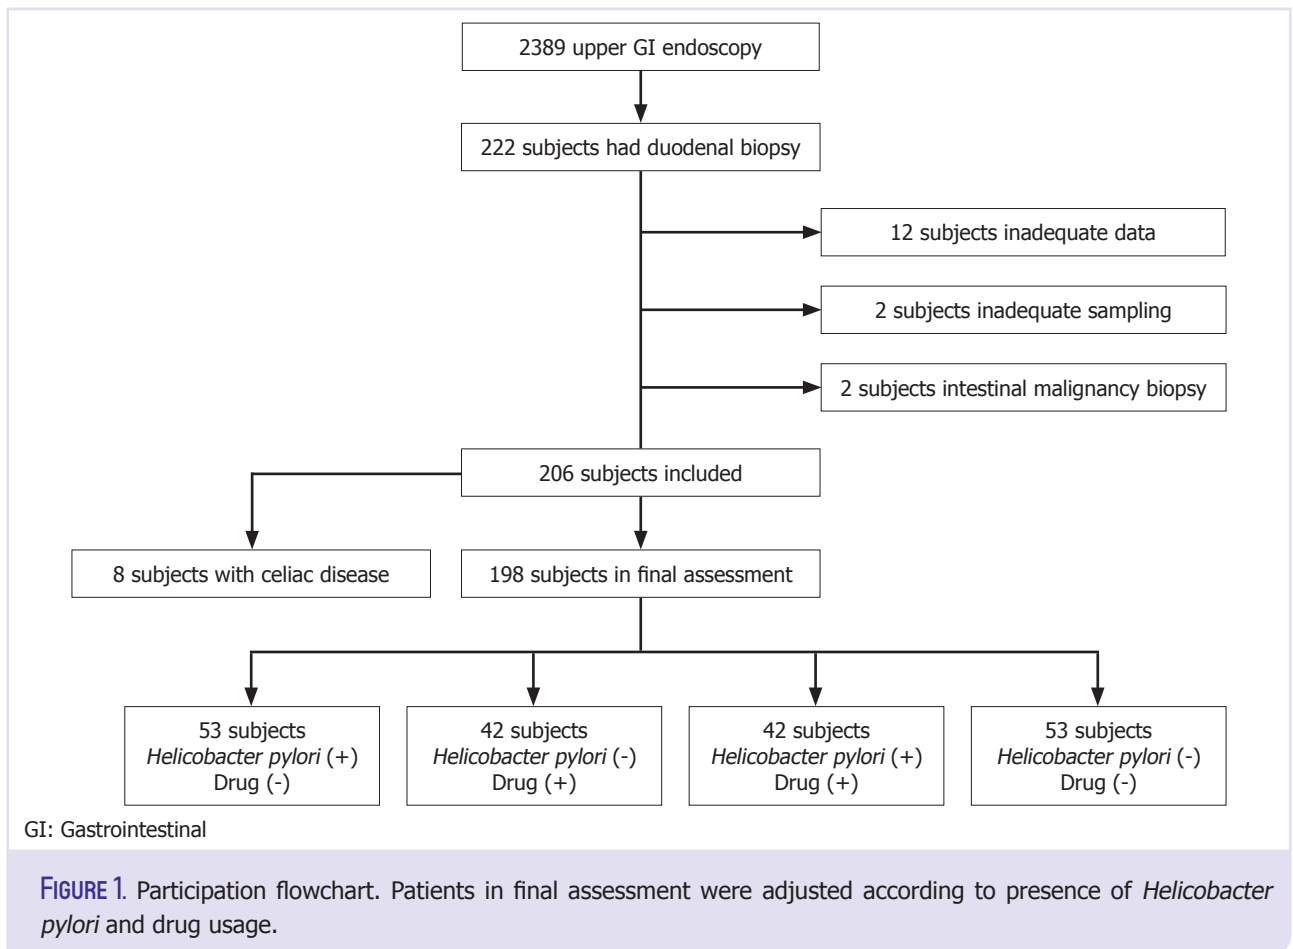 2389 upper GI endoscopy
222 subjects had duodenal biopsy
12 subjects inadequate data
2 subjects inadequate sampling
2 subjects intestinal malignancy biopsy
206 subjects included
8 subjects with celiac disease
198 subjects in final assessment
53 subjects
Helicobacter pylori (+)
Drug (-)
42 subjects
Helicobacter pylori (-)
Drug (+)
42 subjects
Helicobacter pylori (+)
Drug (+)
53 subjects
Helicobacter pylori (-)
Drug (-)
GI: Gastrointestinal
FIGURE 1. Participation flowchart. Patients in final assessment were adjusted according to presence of Helicobacter
pylori and drug usage.